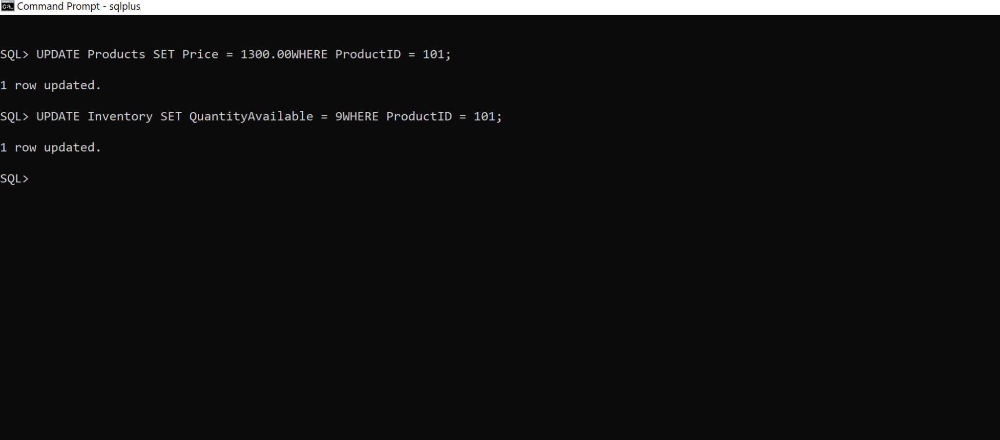 Command Prompt - sqlplus
SQL> UPDATE Products SET Price = 1300.00WHERE ProductID = 101;
1 row updated.
SQL> UPDATE Inventory SET QuantityAvailable = 9WHERE ProductID = 101;
1 row updated.
SQL>